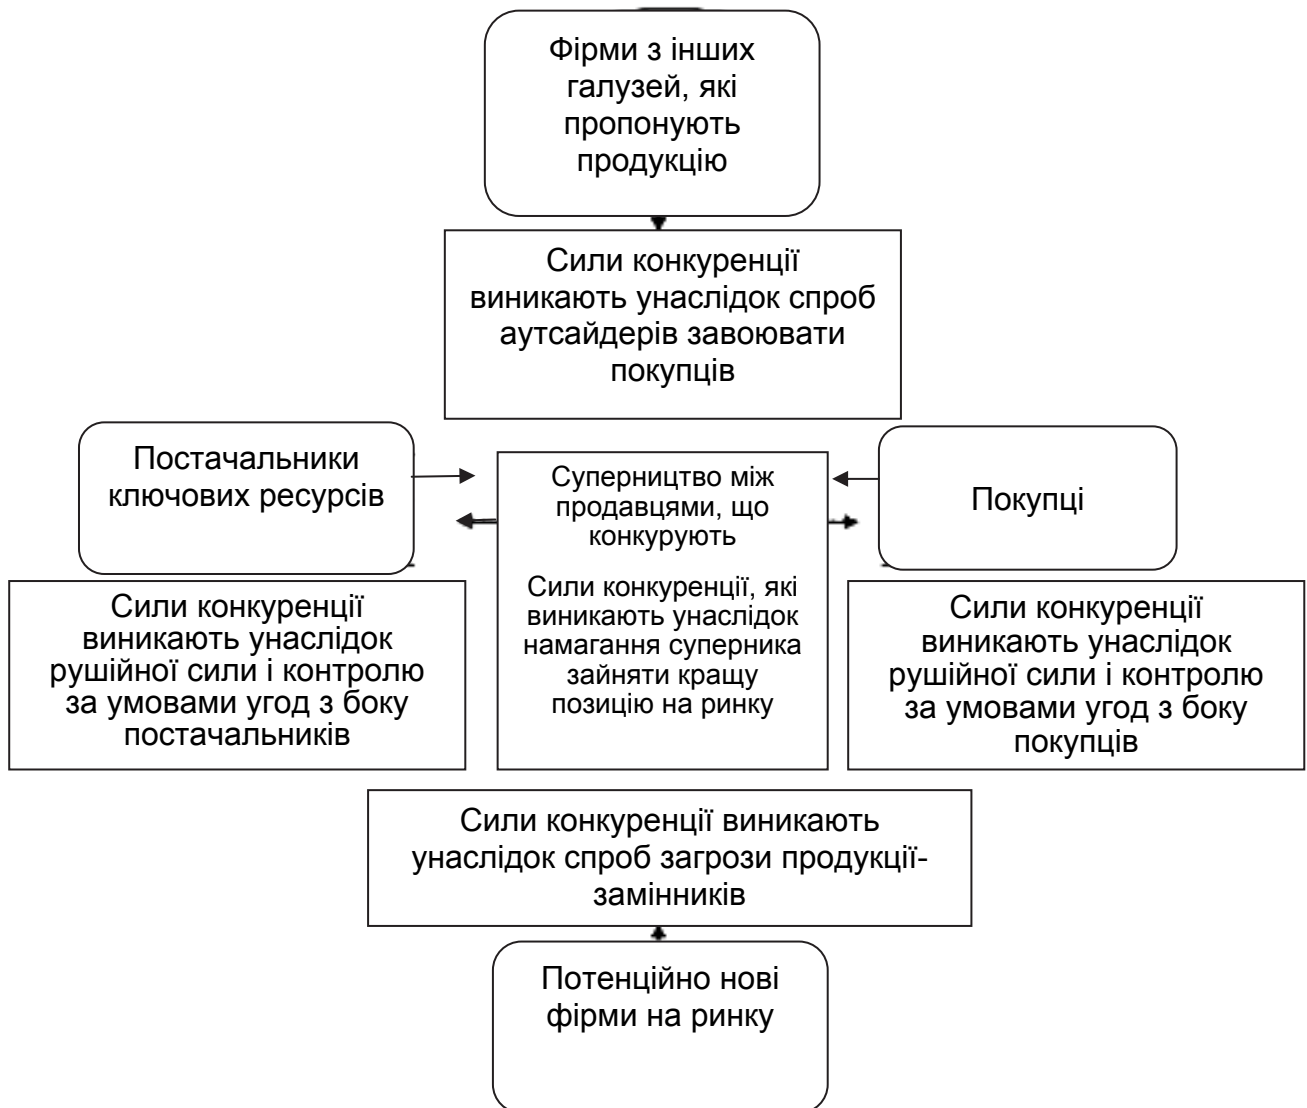 Фірми з інших
галузей, які
пропонують
продукцію
Сили конкуренції
виникають унаслідок спроб
аутсайдерів завоювати
покупців
Постачальники
ключових ресурсів
Суперництво між
продавцями, що
конкурують
Сили конкуренції, які
виникають унаслідок
намагання суперника
зайняти кращу
позицію на ринку
Покупці
Сили конкуренції
виникають унаслідок
рушійної сили і контролю
за умовами угод з боку
постачальників
Сили конкуренції
виникають унаслідок
рушійної сили і контролю
за умовами угод з боку
покупців
Сили конкуренції виникають
унаслідок спроб загрози продукції-
замінників
Потенційно нові
фірми на ринку